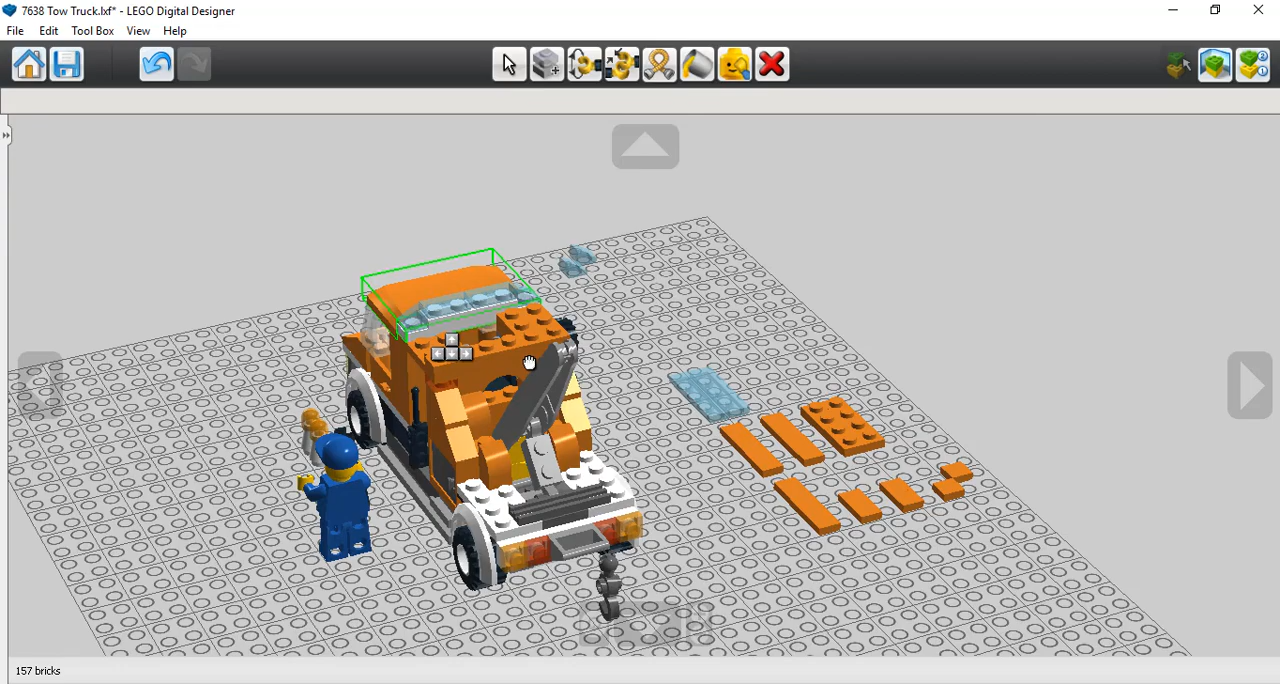 7638 Tow Truck.lxf* - LEGO Digital Designer
File Edit Tool Box View Help
157 bricks